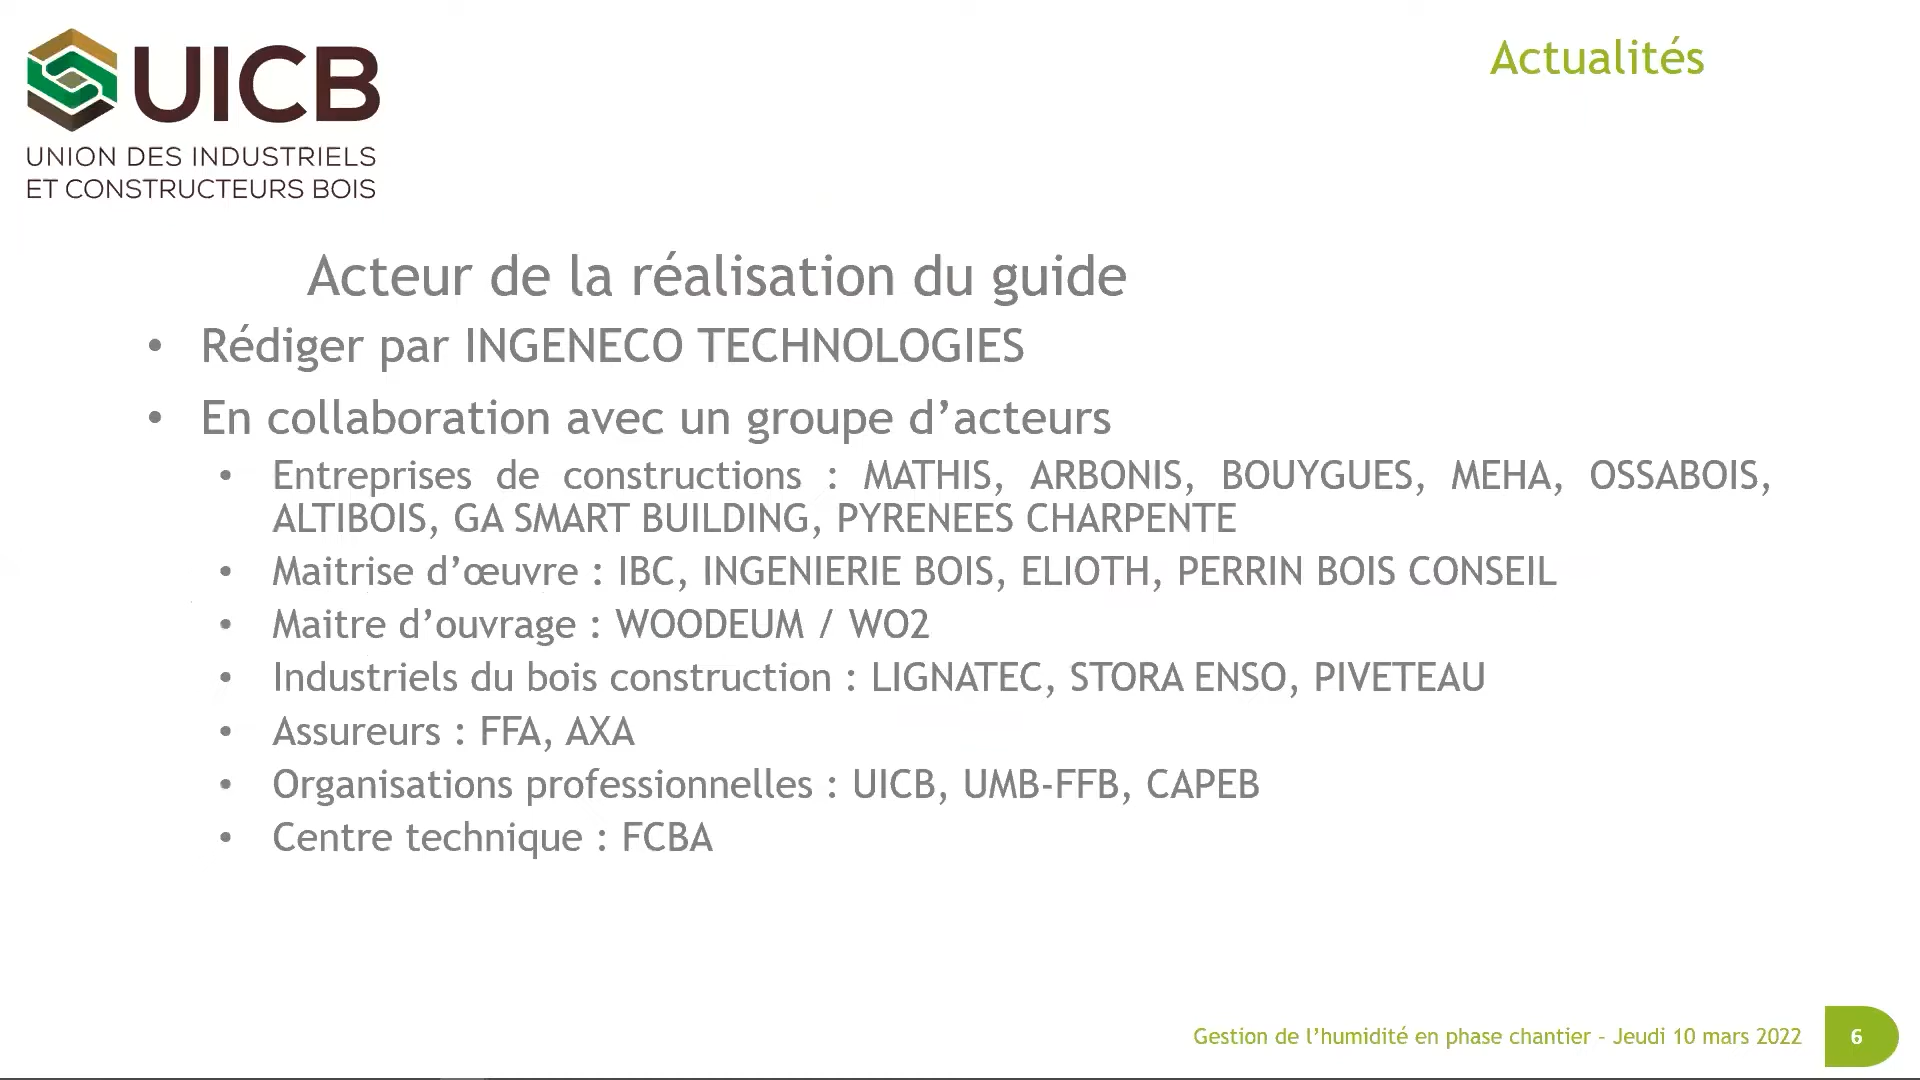 UICB
UNION DES INDUSTRIELS
ET CONSTRUCTEURS BOIS
Actualités
Acteur de la réalisation du guide
• Rédiger par INGENECO TECHNOLOGIES
• En collaboration avec un groupe d’acteurs
• Entreprises de constructions : MATHIS, ARBONIS, BOUYGUES, MEHA, OSSABOIS,
ALTIBOIS, GA SMART BUILDING, PYRENEES CHARPENTE
• Maitrise d’œuvre : IBC, INGENIERIE BOIS, ELIOTH, PERRIN BOIS CONSEIL
• Maitre d’ouvrage : WOODEUM / WO2
• Industriels du bois construction : LIGNATEC, STORA ENSO, PIVETEAU
• Assureurs : FFA, AXA
• Organisations professionnelles : UICB, UMB-FFB, CAPEB
• Centre technique : FCBA
Gestion de l’humidité en phase chantier – Jeudi 10 mars 2022
6